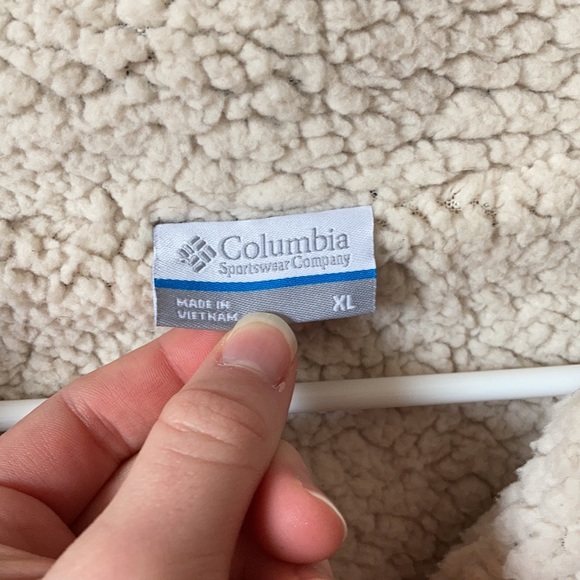 Columbia
Sportswear Company
MADE IN
VIETNAM
XL